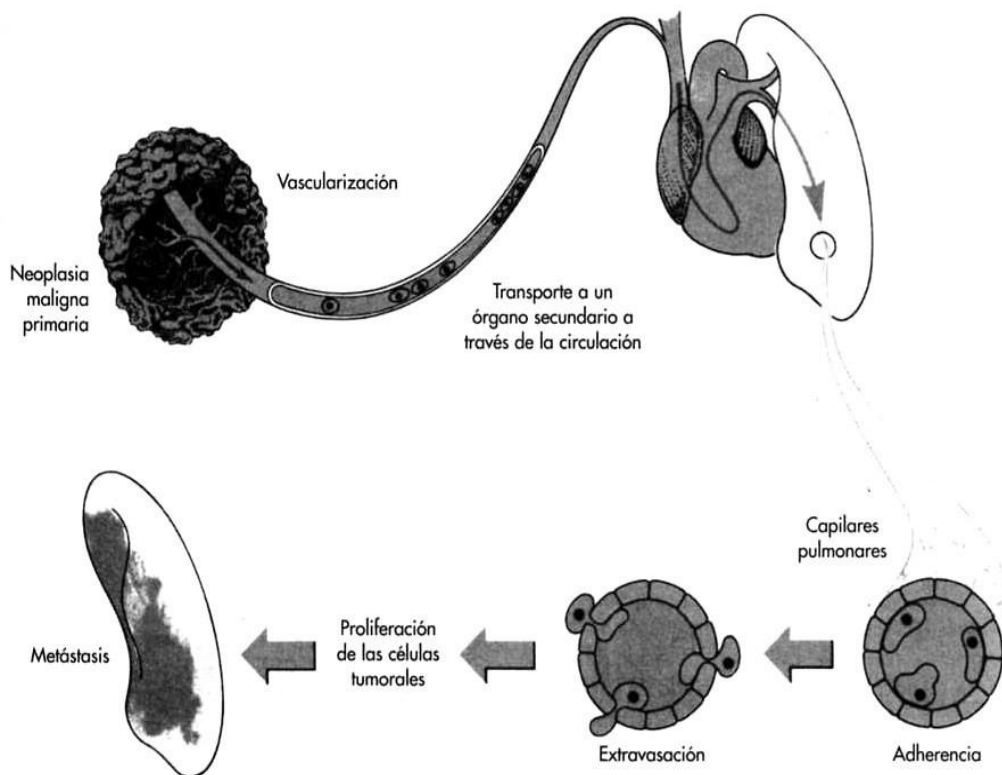 Vascularización
Neoplasia
maligna
primaria
Transporte a un
órgano secundario a
través de la circulación
Capilares
pulmonares
Metástasis
Proliferación
de las células
tumorales
Extravasación
Adherencia